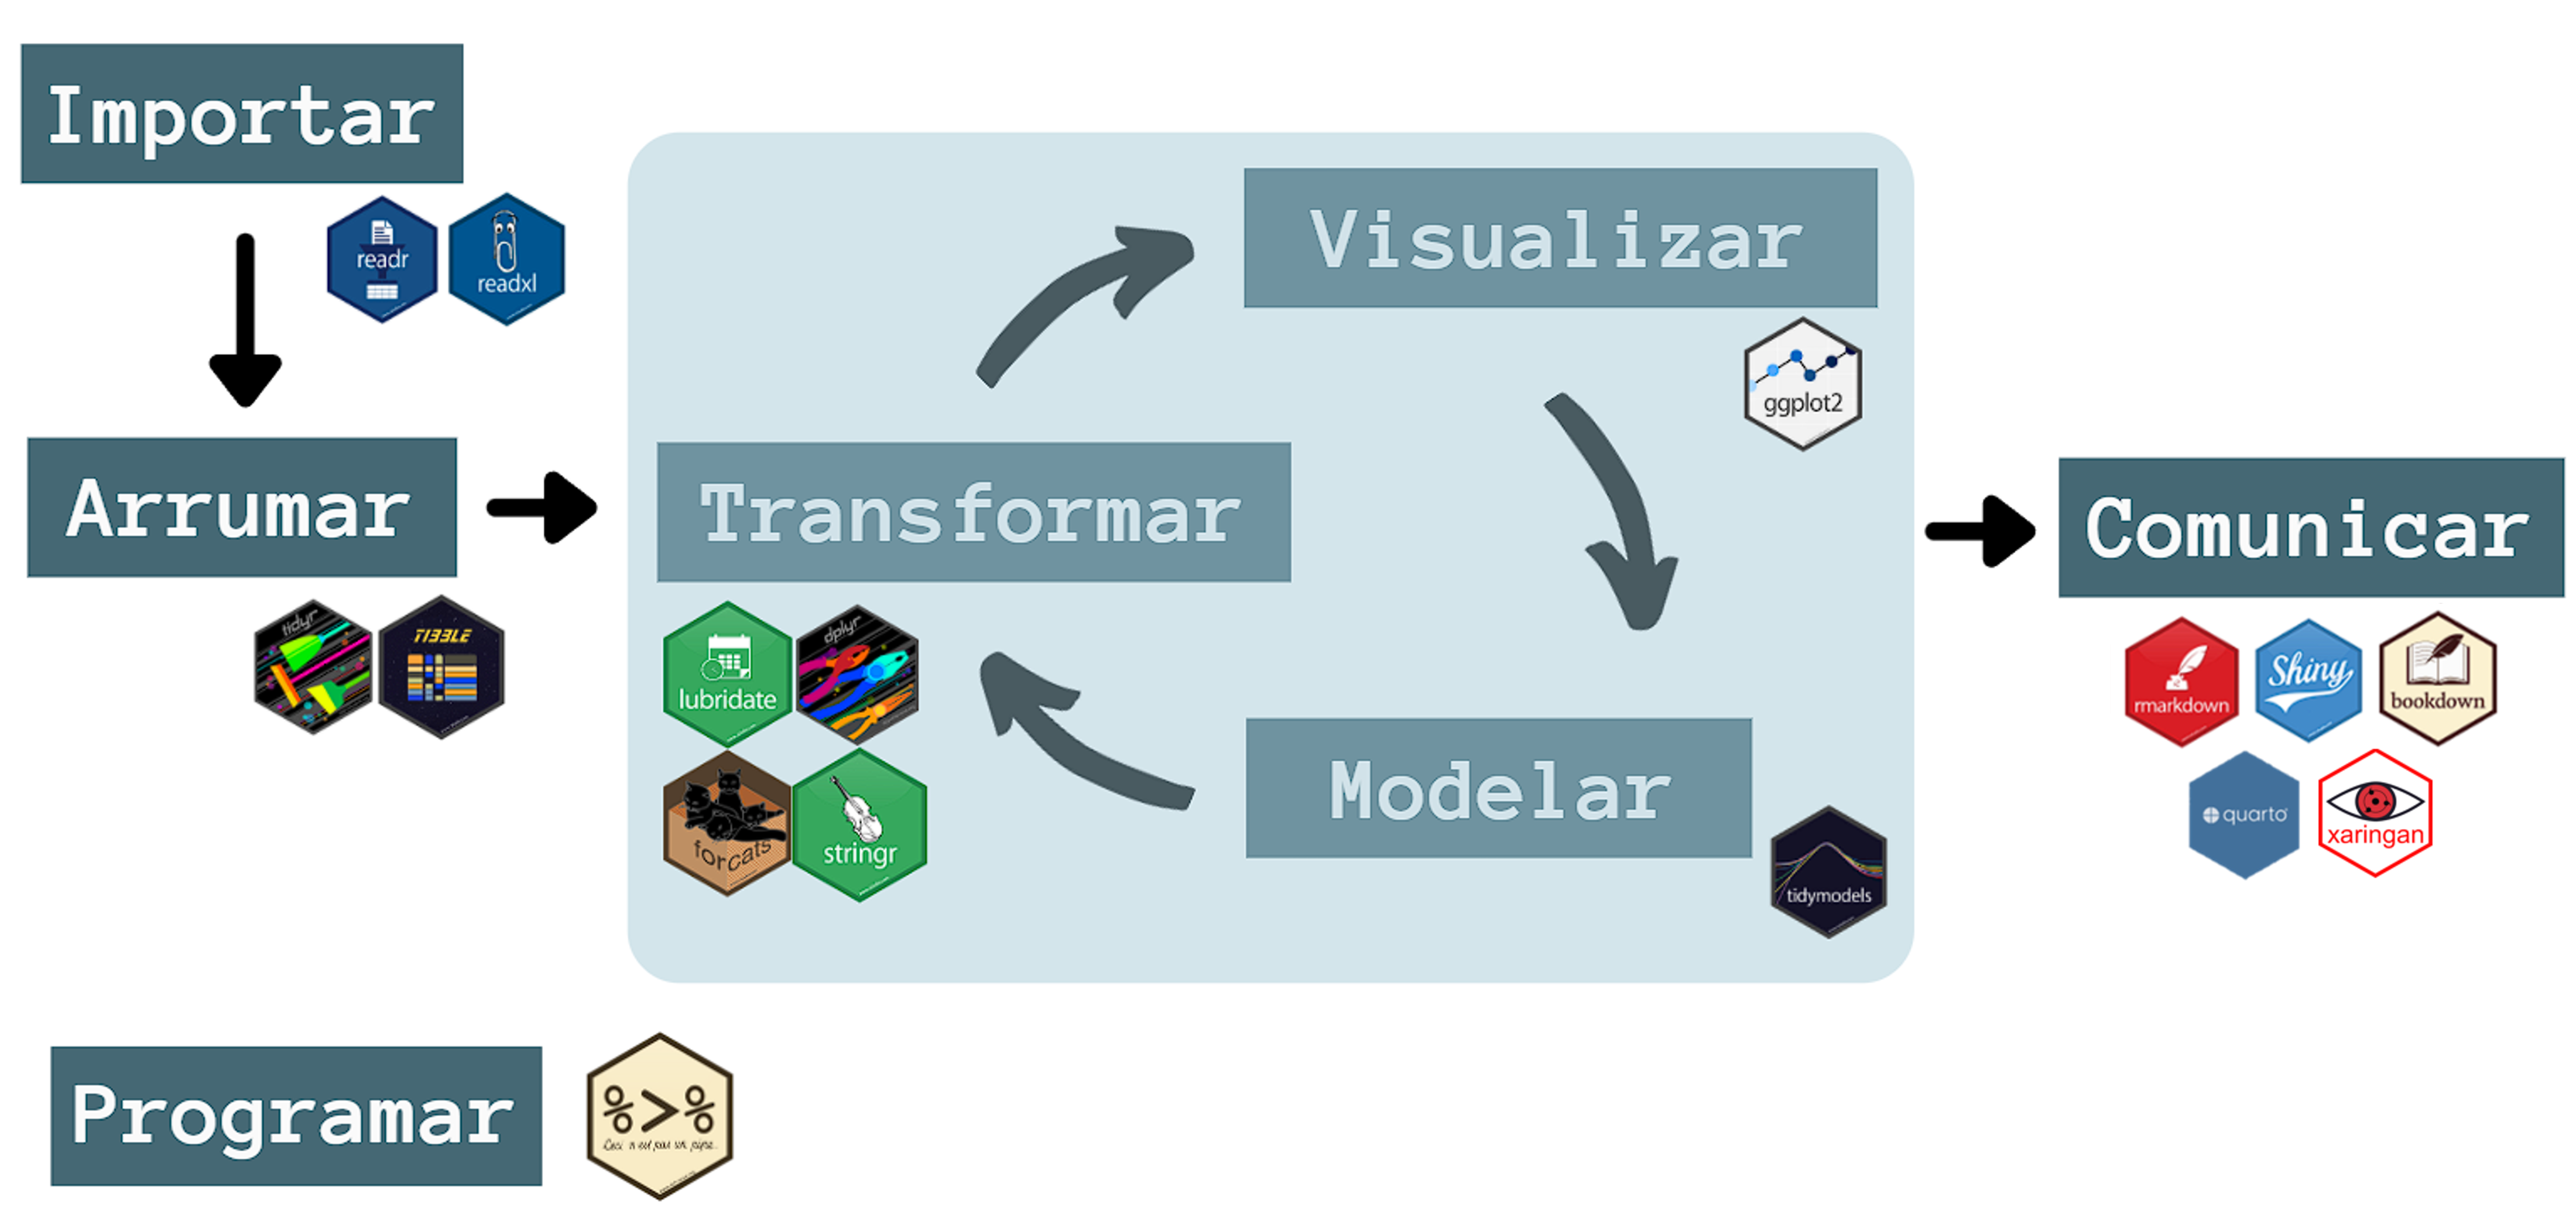 Importar
readr
readxl
Visualizar
ggplot2
Arrumar
Transformar
Comunicar
tidyr
TIBBLE
lubridate
dplyr
forcats
stringr
Modelar
tidymodels
rmarkdown
Shiny
bookdown
quarto
xaringan
Programar
%>%
Ceci n'est pas un pipe.